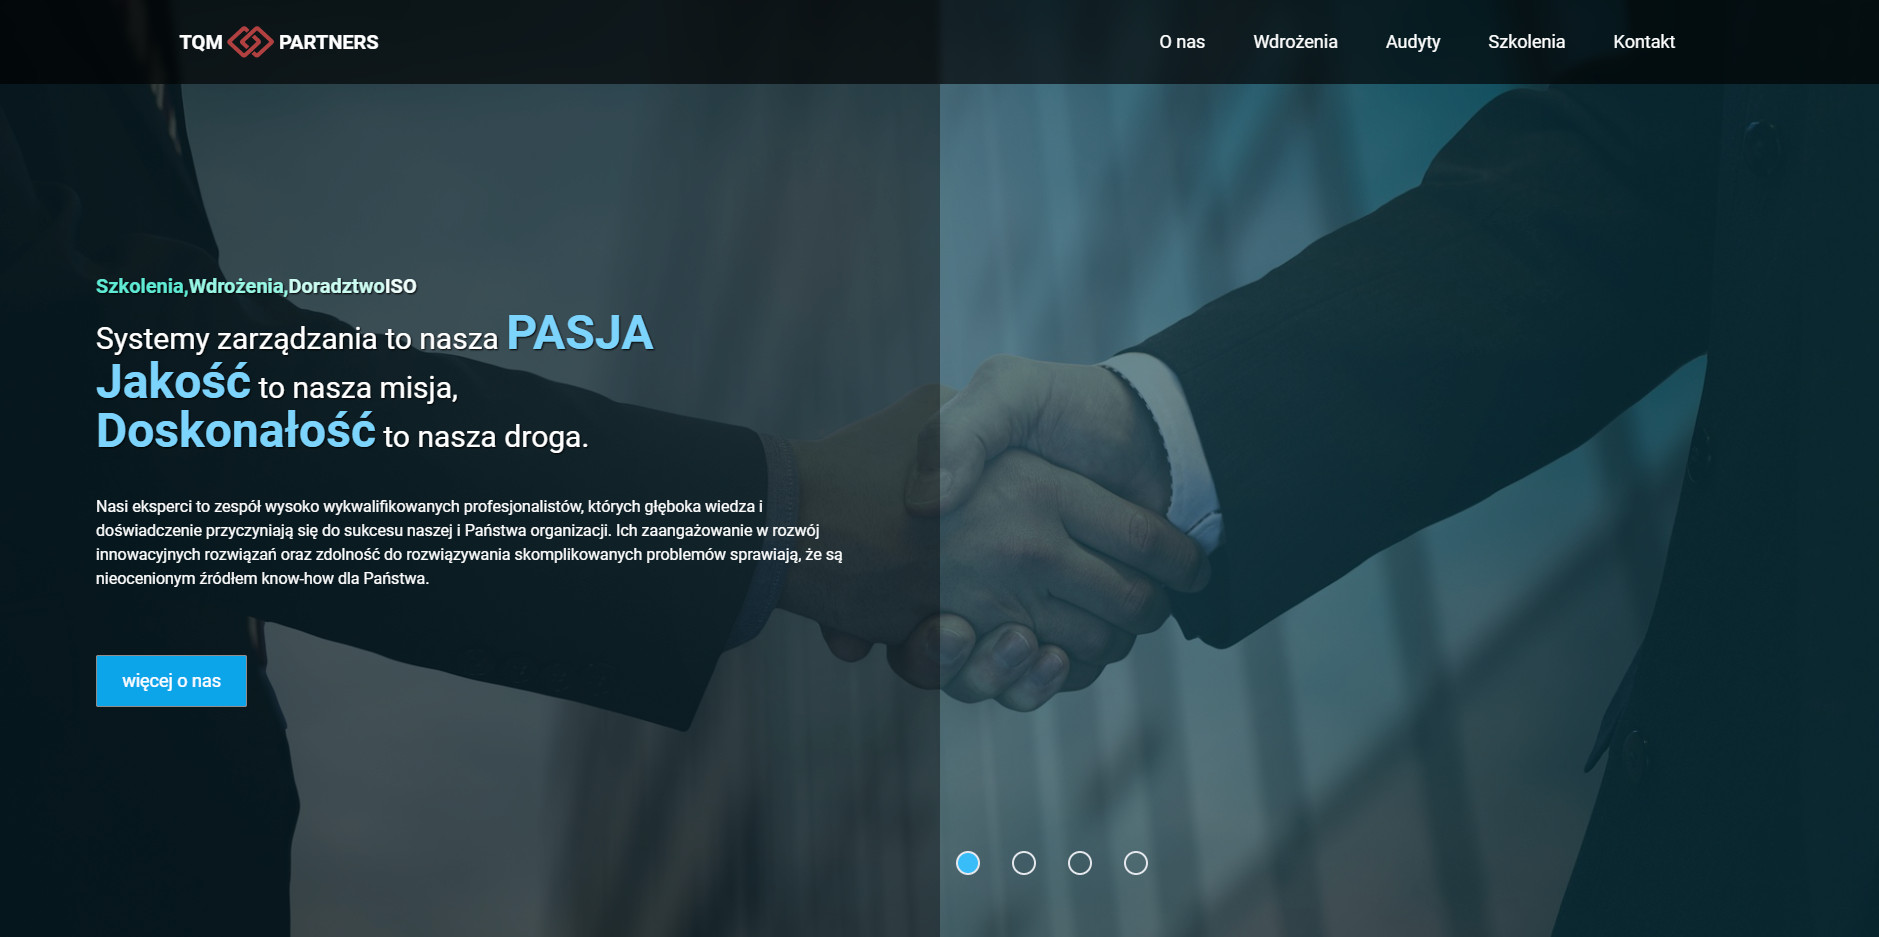 TQM PARTNERS
O nas Wdrożenia Audyty Szkolenia Kontakt
Szkolenia,Wdrożenia,DoradztwoISO
Systemy zarządzania to nasza PASJA
Jakość to nasza misja,
Doskonałość to nasza droga.
Nasi eksperci to zespół wysoko wykwalifikowanych profesjonalistów, których głęboka wiedza i
doświadczenie przyczyniają się do sukcesu naszej i Państwa organizacji. Ich zaangażowanie w rozwój
innowacyjnych rozwiązań oraz zdolność do rozwiązywania skomplikowanych problemów sprawiają, że są
nieocenionym źródłem know-how dla Państwa.
więcej o nas